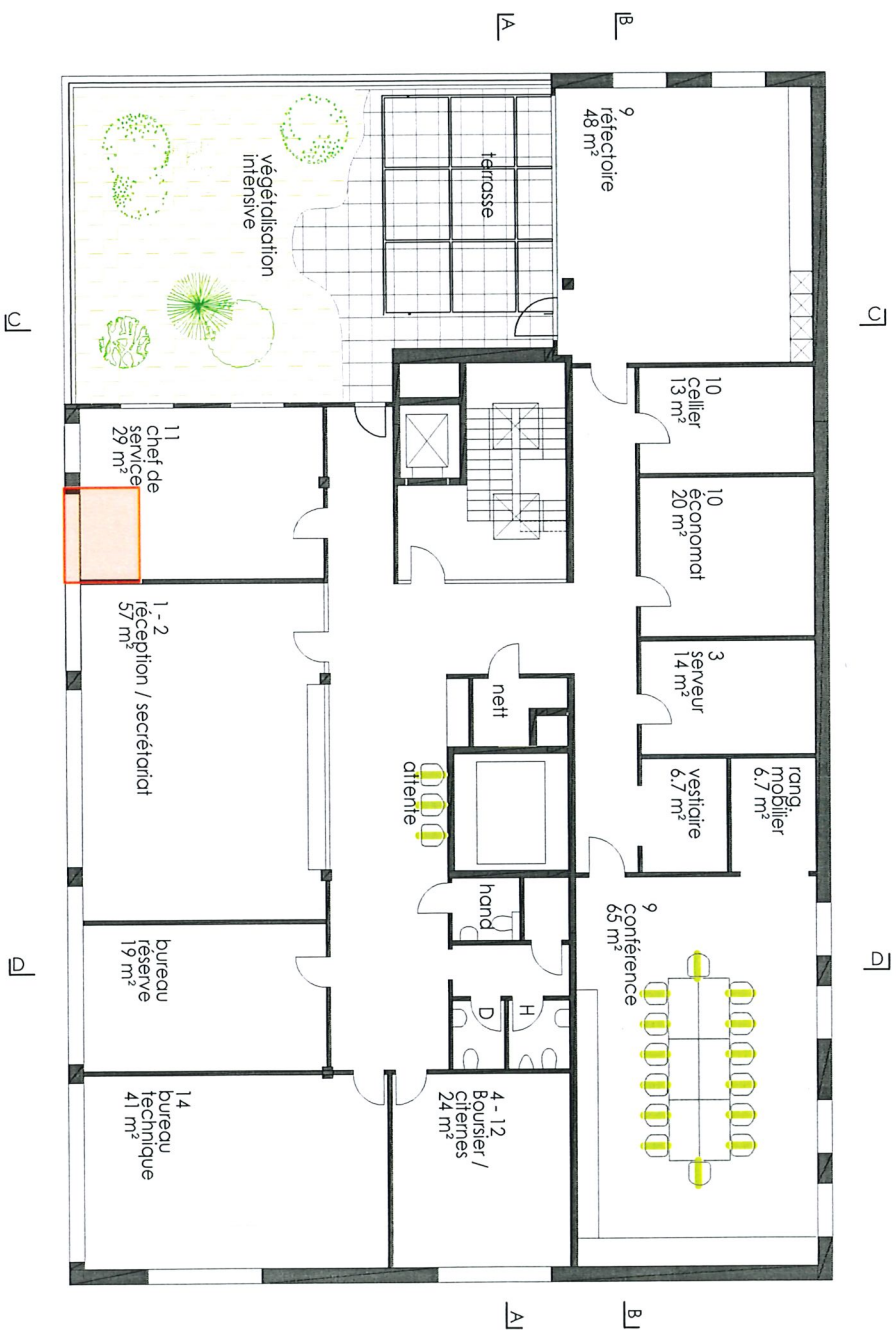 A
B
9
réfectoire
48 m²
terrasse
végétalisation
intensive
C
C
10
cellier
13 m²
11
chef de
service
29 m²
10
économat
20 m²
1 - 2
réception / secrétariat
57 m²
3
serveur
14 m²
nett
rang.
mobilier
6.7 m²
vestiaire
6.7 m²
attente
hand
9
conférence
65 m²
D
D
bureau
réserve
19 m²
H
D
4 - 12
Boursier /
citernes
24 m²
14
bureau
technique
41 m²
A
B